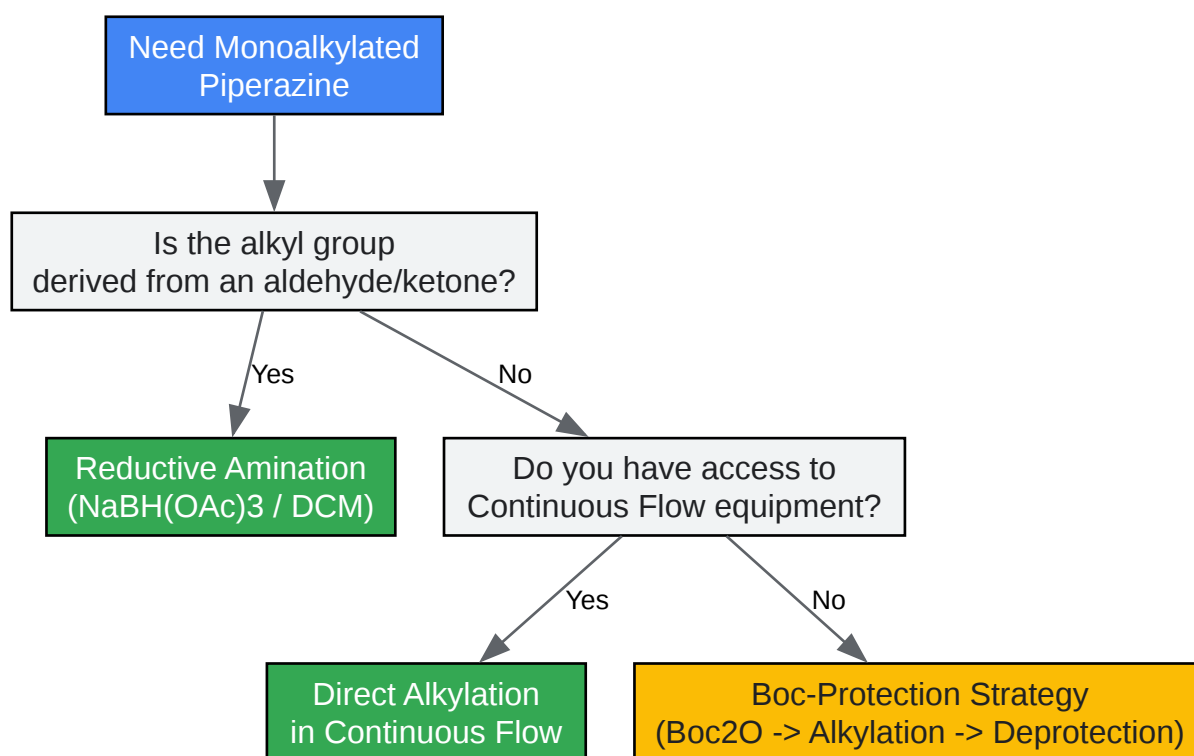 Need Monoalkylated
Piperazine
Is the alkyl group
derived from an aldehyde/ketone?
Yes
No
Reductive Amination
(NaBH(OAc)3 / DCM)
Do you have access to
Continuous Flow equipment?
Yes
No
Direct Alkylation
in Continuous Flow
Boc-Protection Strategy
(Boc2O -> Alkylation -> Deprotection)